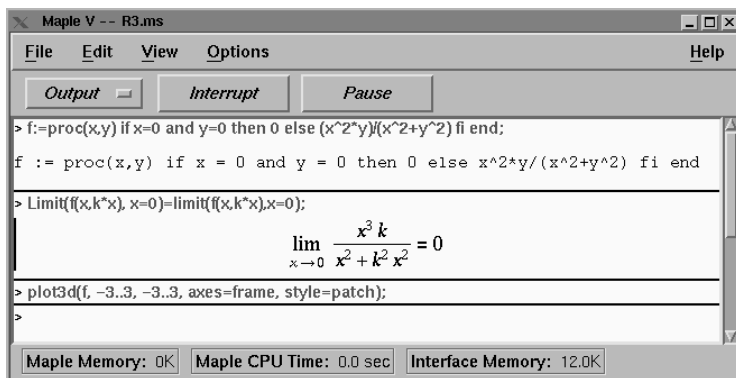 Maple V -- R3.ms
File Edit View Options Help
Output Interrupt Pause
> f:=proc(x,y) if x=0 and y=0 then 0 else (x^2*y)/(x^2+y^2) fi end;
f := proc(x,y) if x = 0 and y = 0 then 0 else x^2*y/(x^2+y^2) fi end
> Limit(f(x,k*x), x=0)=limit(f(x,k*x),x=0);
lim x→0 x³ k / x² + k² x² = 0
> plot3d(f, -3..3, -3..3, axes=frame, style=patch);
>
Maple Memory: 0K Maple CPU Time: 0.0 sec Interface Memory: 12.0K